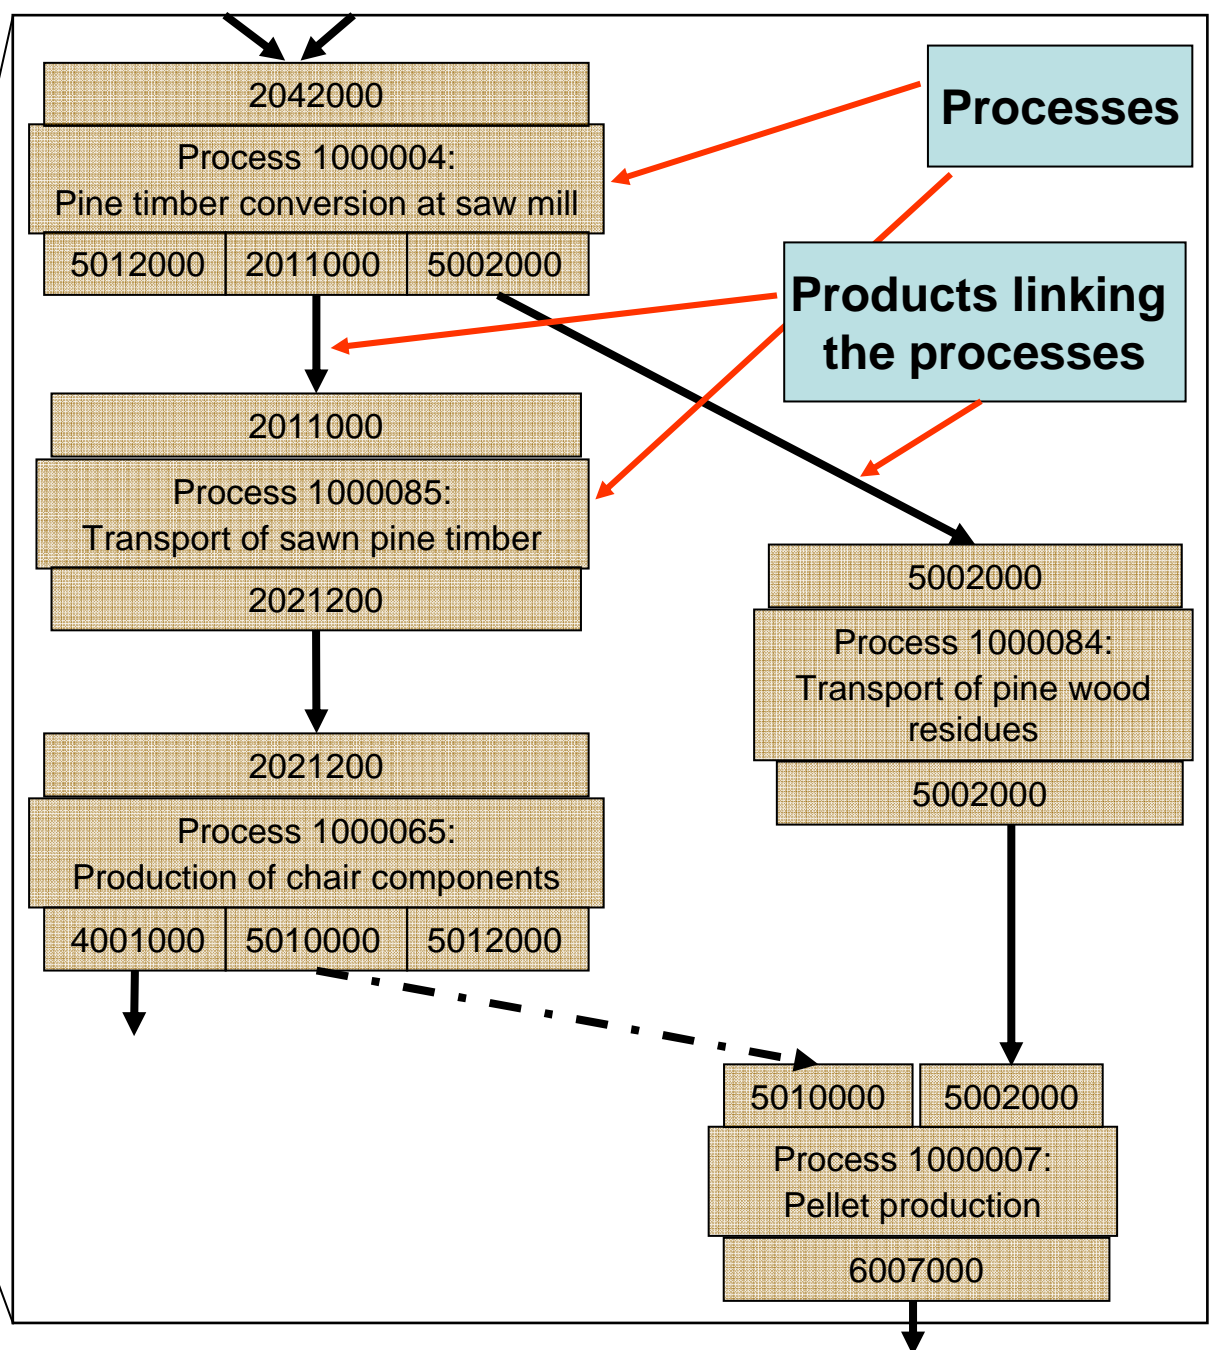 2042000
Processes
Process 1000004:
Pine timber conversion at saw mill
5012000 2011000 5002000
Products linking
the processes
2011000
Process 1000085:
Transport of sawn pine timber
2021200
5002000
Process 1000084:
Transport of pine wood
residues
5002000
2021200
Process 1000065:
Production of chair components
4001000 5010000 5012000
5010000 5002000
Process 1000007:
Pellet production
6007000